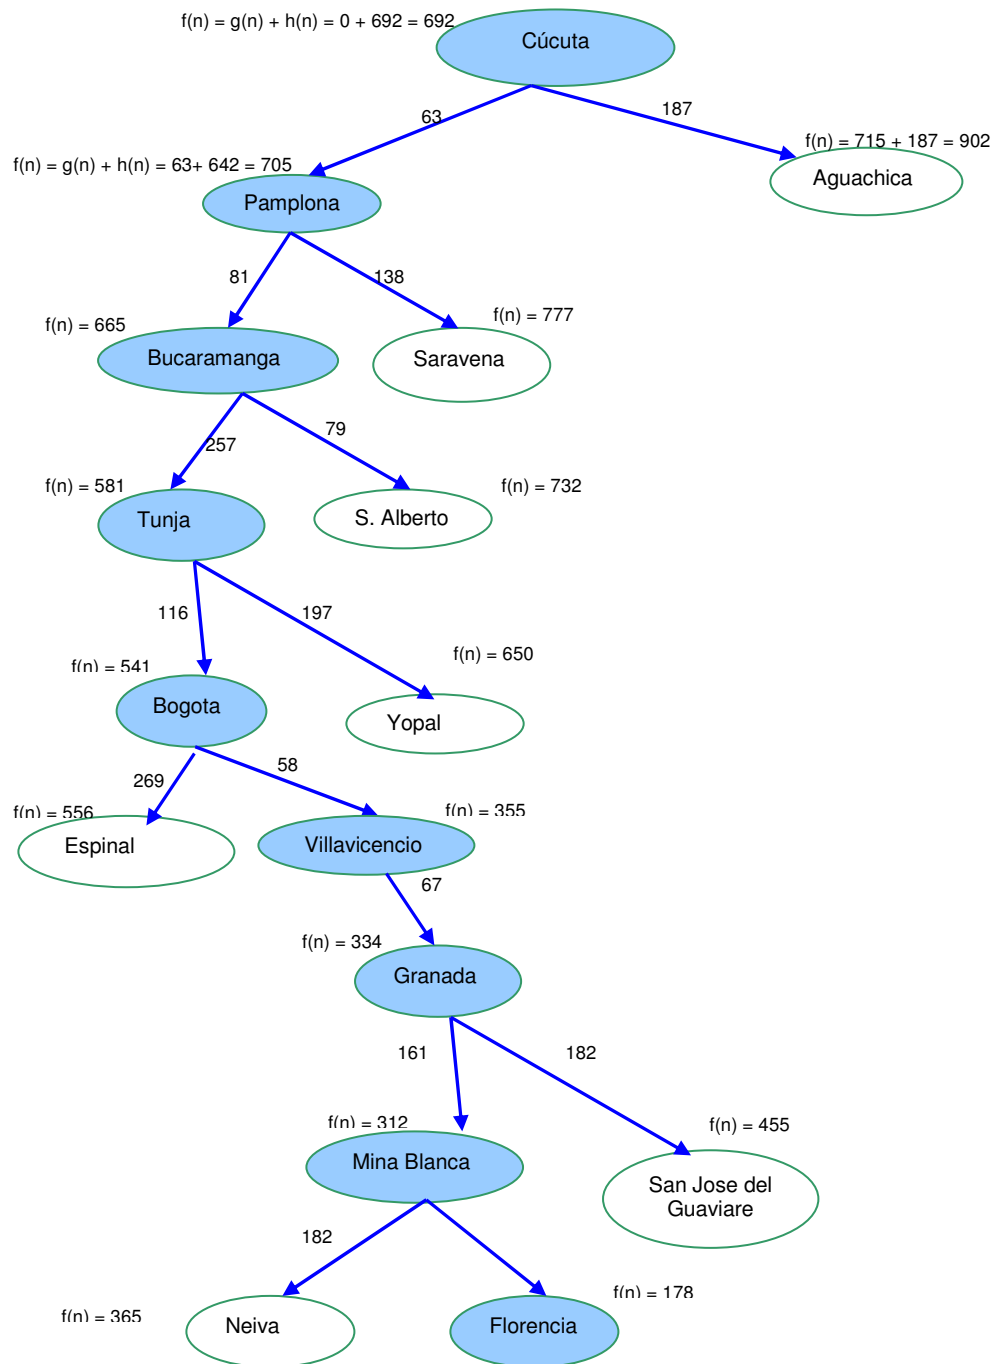 f(n) = g(n) + h(n) = 0 + 692 = 692
Cúcuta
63
187
f(n) = 715 + 187 = 902
f(n) = g(n) + h(n) = 63+ 642 = 705
Aguachica
Pamplona
81
138
f(n) = 777
f(n) = 665
Bucaramanga
Saravena
257
79
f(n) = 581
f(n) = 732
Tunja
S. Alberto
116
197
f(n) = 650
f(n) = 541
Bogota
Yopal
269
58
f(n) = 556
f(n) = 355
Espinal
Villavicencio
67
f(n) = 334
Granada
161
182
f(n) = 312
f(n) = 455
Mina Blanca
San Jose del
Guaviare
182
f(n) = 178
f(n) = 365
Neiva
Florencia